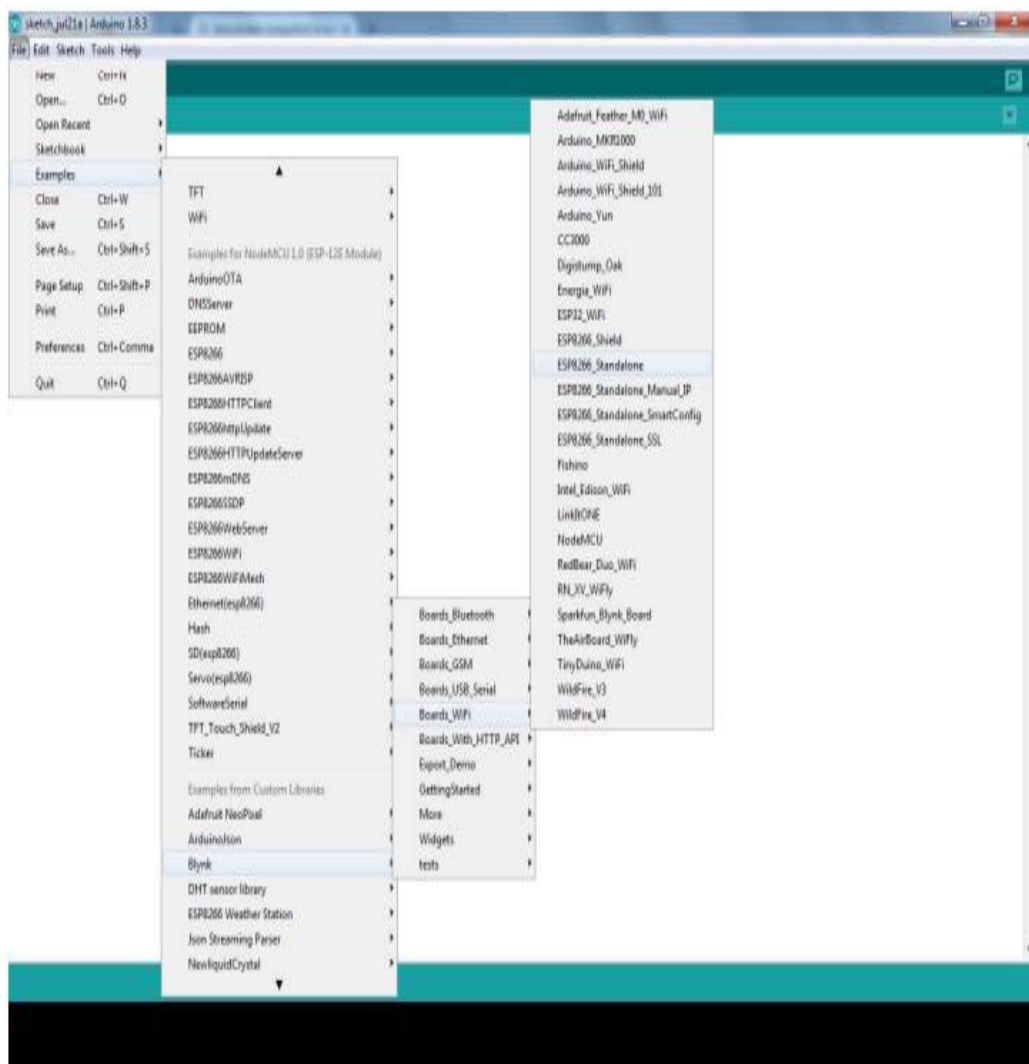 sketch_jul21a | Arduino 1.8.3
File Edit Sketch Tools Help
New Ctrl+N
Open... Ctrl+O
Open Recent
Sketchbook
Examples
Close Ctrl+W
Save Ctrl+S
Save As... Ctrl+Shift+S
Page Setup Ctrl+Shift+P
Print Ctrl+P
Preferences Ctrl+Comma
Quit Ctrl+Q
TFT
WiFi
Examples for NodeMCU 1.0 (ESP-12E Module)
ArduinoOTA
DNSServer
EEPROM
ESP8266
ESP8266AVRISP
ESP8266HTTPClient
ESP8266httpUpdate
ESP8266HTTPUpdateServer
ESP8266mDNS
ESP8266SSDP
ESP8266WebServer
ESP8266WiFi
ESP8266WiFiMesh
Ethernet(esp8266)
Hash
SD(esp8266)
Servo(esp8266)
SoftwareSerial
TFT_Touch_Shield_V2
Ticker
Examples from Custom Libraries
Adafruit NeoPixel
ArduinoJson
Blynk
DHT sensor library
ESP8266 Weather Station
Json Streaming Parser
NewliquidCrystal
Boards_Bluetooth
Boards_Ethernet
Boards_GSM
Boards_USB_Serial
Boards_WiFi
Boards_With_HTTP_API
Export_Demo
GettingStarted
More
Widgets
tests
Adafruit_Feather_M0_WiFi
Arduino_MKR1000
Arduino_WiFi_Shield
Arduino_WiFi_Shield_101
Arduino_Yun
CC3000
Digistump_Oak
Energia_WiFi
ESP32_WiFi
ESP8266_Shield
ESP8266_Standalone
ESP8266_Standalone_Manual_IP
ESP8266_Standalone_SmartConfig
ESP8266_Standalone_SSL
Fishino
Intel_Edison_WiFi
LinkItONE
NodeMCU
RedBear_Duo_WiFi
RN_XV_WiFly
Sparkfun_Blynk_Board
TheAirBoard_WiFly
TinyDuino_WiFi
WildFire_V3
WildFire_V4